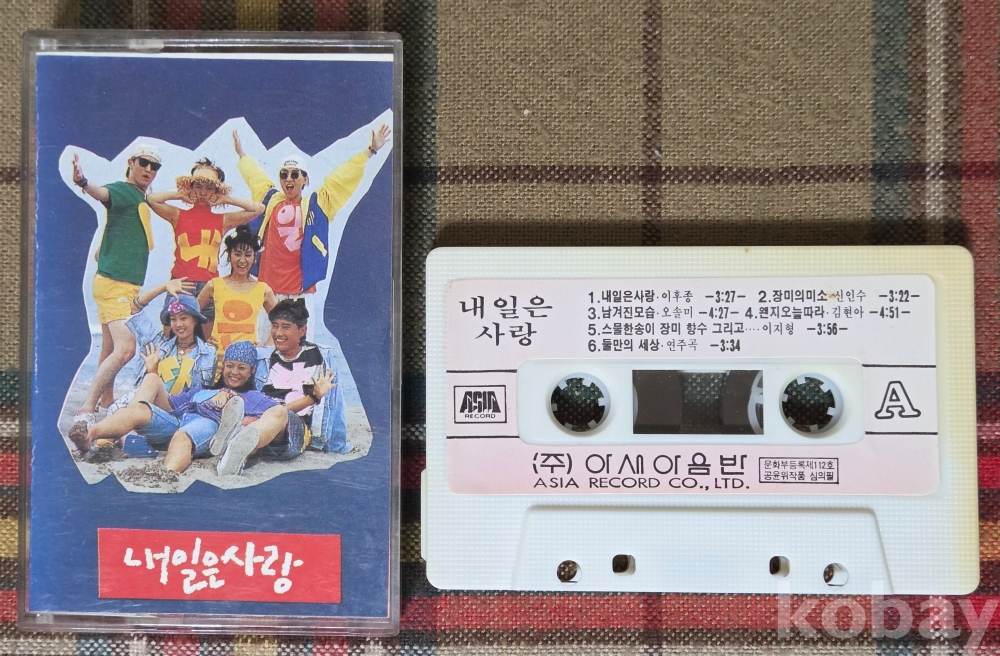 내
일
은
사
랑
내일은사랑
내일은
사랑
1.내일은사랑·이후종 -3:27- 2.장미의미소·신인수 -3:22-
3.남겨진모습·오솔미 -4:27- 4.왠지오늘따라·김현아 -4:51-
5.스물한송이 장미 향수 그리고····이지형 -3:56-
6.둘만의 세상·연주곡 -3:34
ASIA
RECORD
A
(주) 아세아음반
ASIA RECORD CO., LTD.
문화부등록제112호
공윤위작품 심의필
kobay